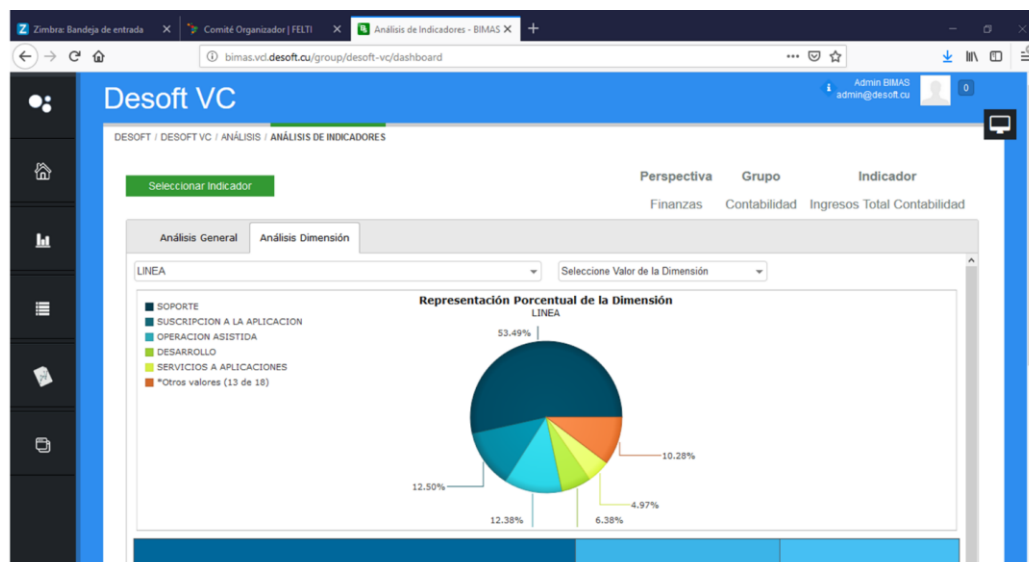 Zimbra: Bandeja de entrada
Comité Organizador | FELTI
Análisis de Indicadores - BIMAS
bimas.vcl.desoft.cu/group/desoft-vc/dashboard
Desoft VC
Admin BIMAS
admin@desoft.cu
0
DESOFT / DESOFT VC / ANÁLISIS / ANÁLISIS DE INDICADORES
Seleccionar Indicador
Perspectiva Grupo Indicador
Finanzas Contabilidad Ingresos Total Contabilidad
Análisis General Análisis Dimensión
LINEA Seleccione Valor de la Dimensión
Representación Porcentual de la Dimensión
LINEA
SOPORTE
SUSCRIPCION A LA APLICACION
OPERACION ASISTIDA
DESARROLLO
SERVICIOS A APLICACIONES
*Otros valores (13 de 18)
53.49%
10.28%
12.50%
4.97%
12.38%
6.38%